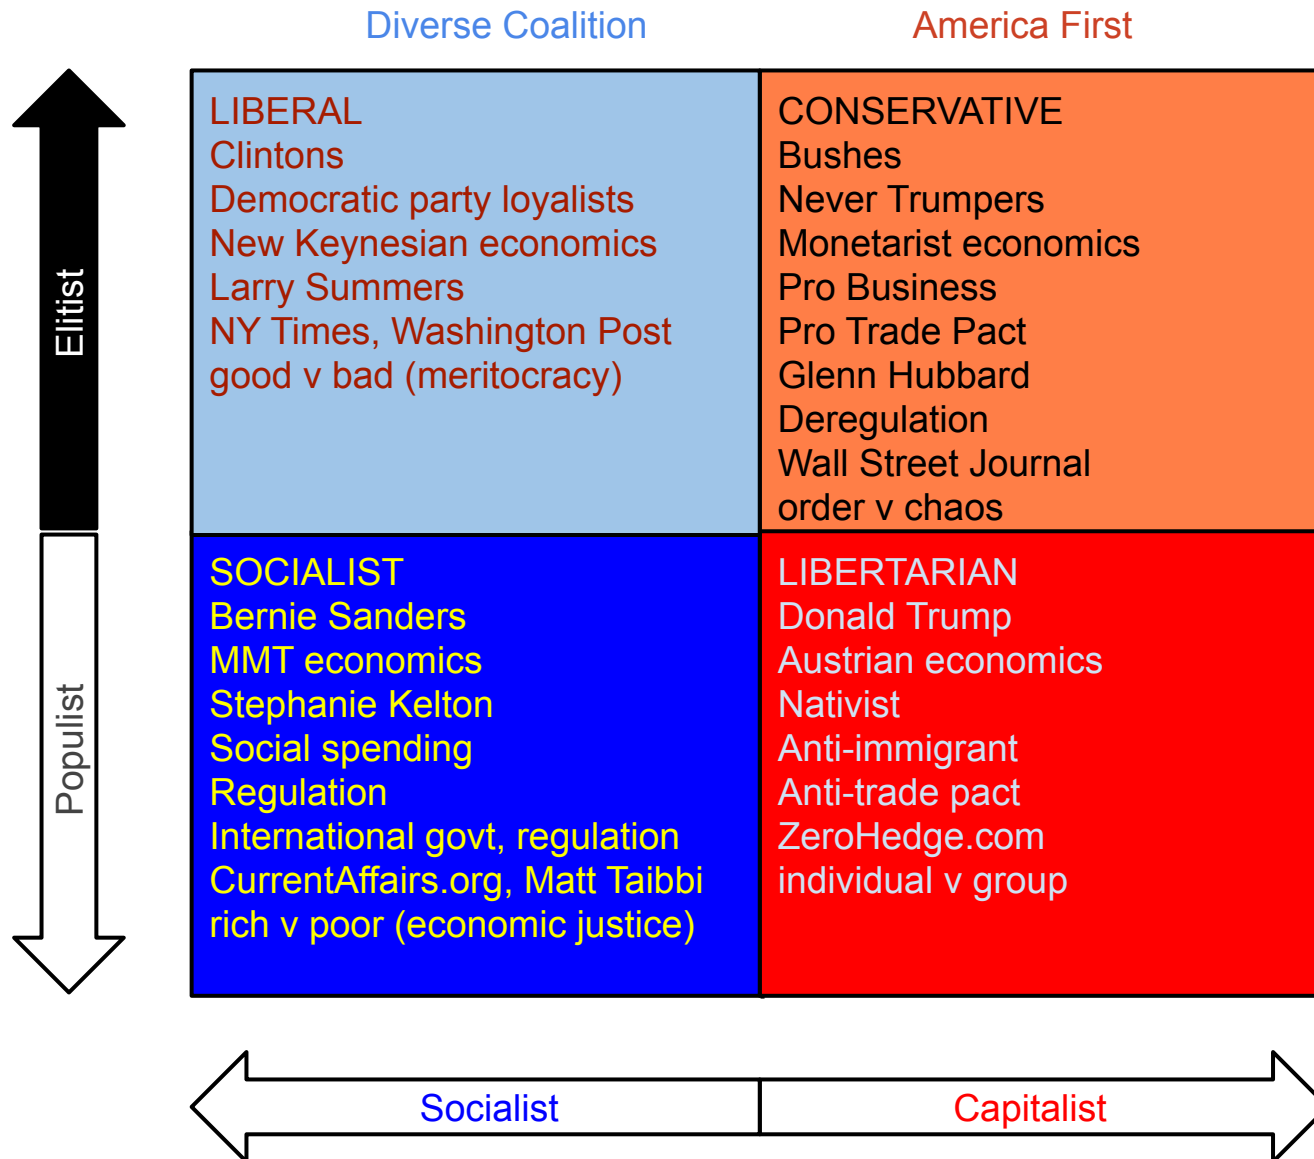 Diverse Coalition
America First
Elitist
LIBERAL
Clintons
Democratic party loyalists
New Keynesian economics
Larry Summers
NY Times, Washington Post
good v bad (meritocracy)
CONSERVATIVE
Bushes
Never Trumpers
Monetarist economics
Pro Business
Pro Trade Pact
Glenn Hubbard
Deregulation
Wall Street Journal
order v chaos
Populist
SOCIALIST
Bernie Sanders
MMT economics
Stephanie Kelton
Social spending
Regulation
International govt, regulation
CurrentAffairs.org, Matt Taibbi
rich v poor (economic justice)
LIBERTARIAN
Donald Trump
Austrian economics
Nativist
Anti-immigrant
Anti-trade pact
ZeroHedge.com
individual v group
Socialist
Capitalist